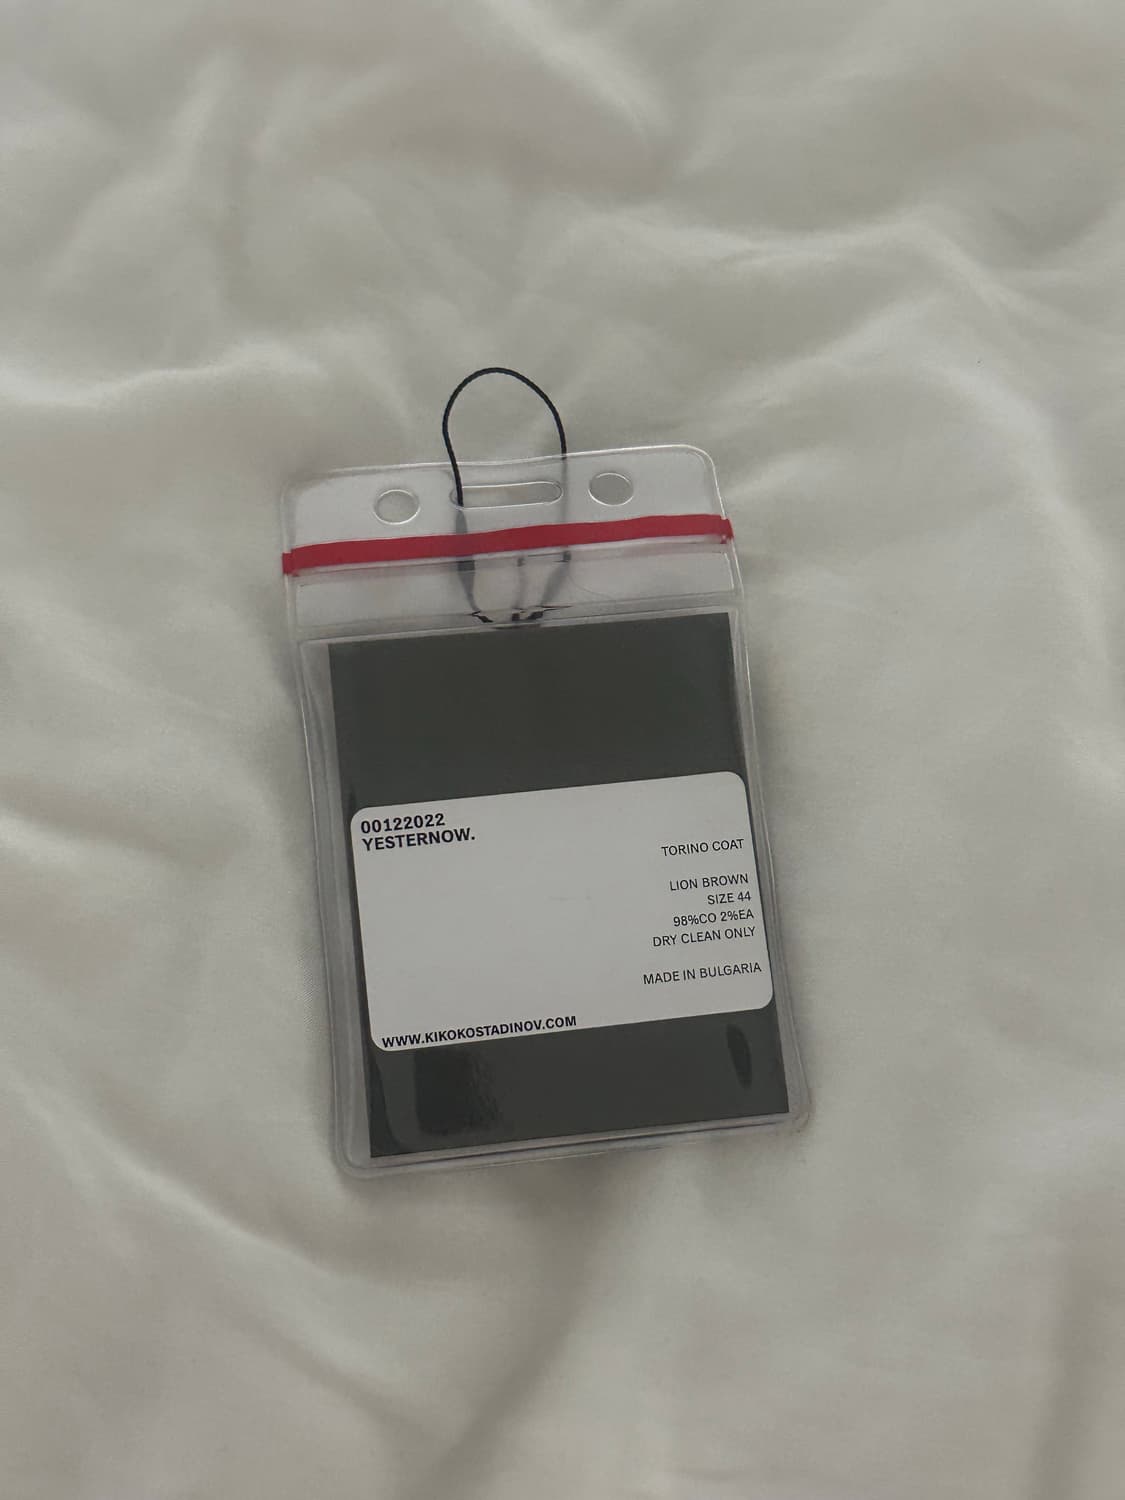 00122022
YESTERNOW.
TORINO COAT
LION BROWN
SIZE 44
98%CO 2%EA
DRY CLEAN ONLY
MADE IN BULGARIA
WWW.KIKOKOSTADINOV.COM